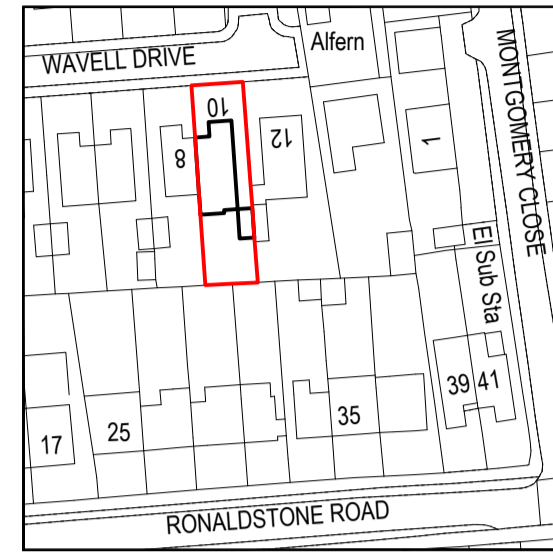 WAVELL DRIVE
Alfern
MONTGOMERY CLOSE
10
8
12
1
El Sub Sta
17
25
35
39
41
RONALDSTONE ROAD